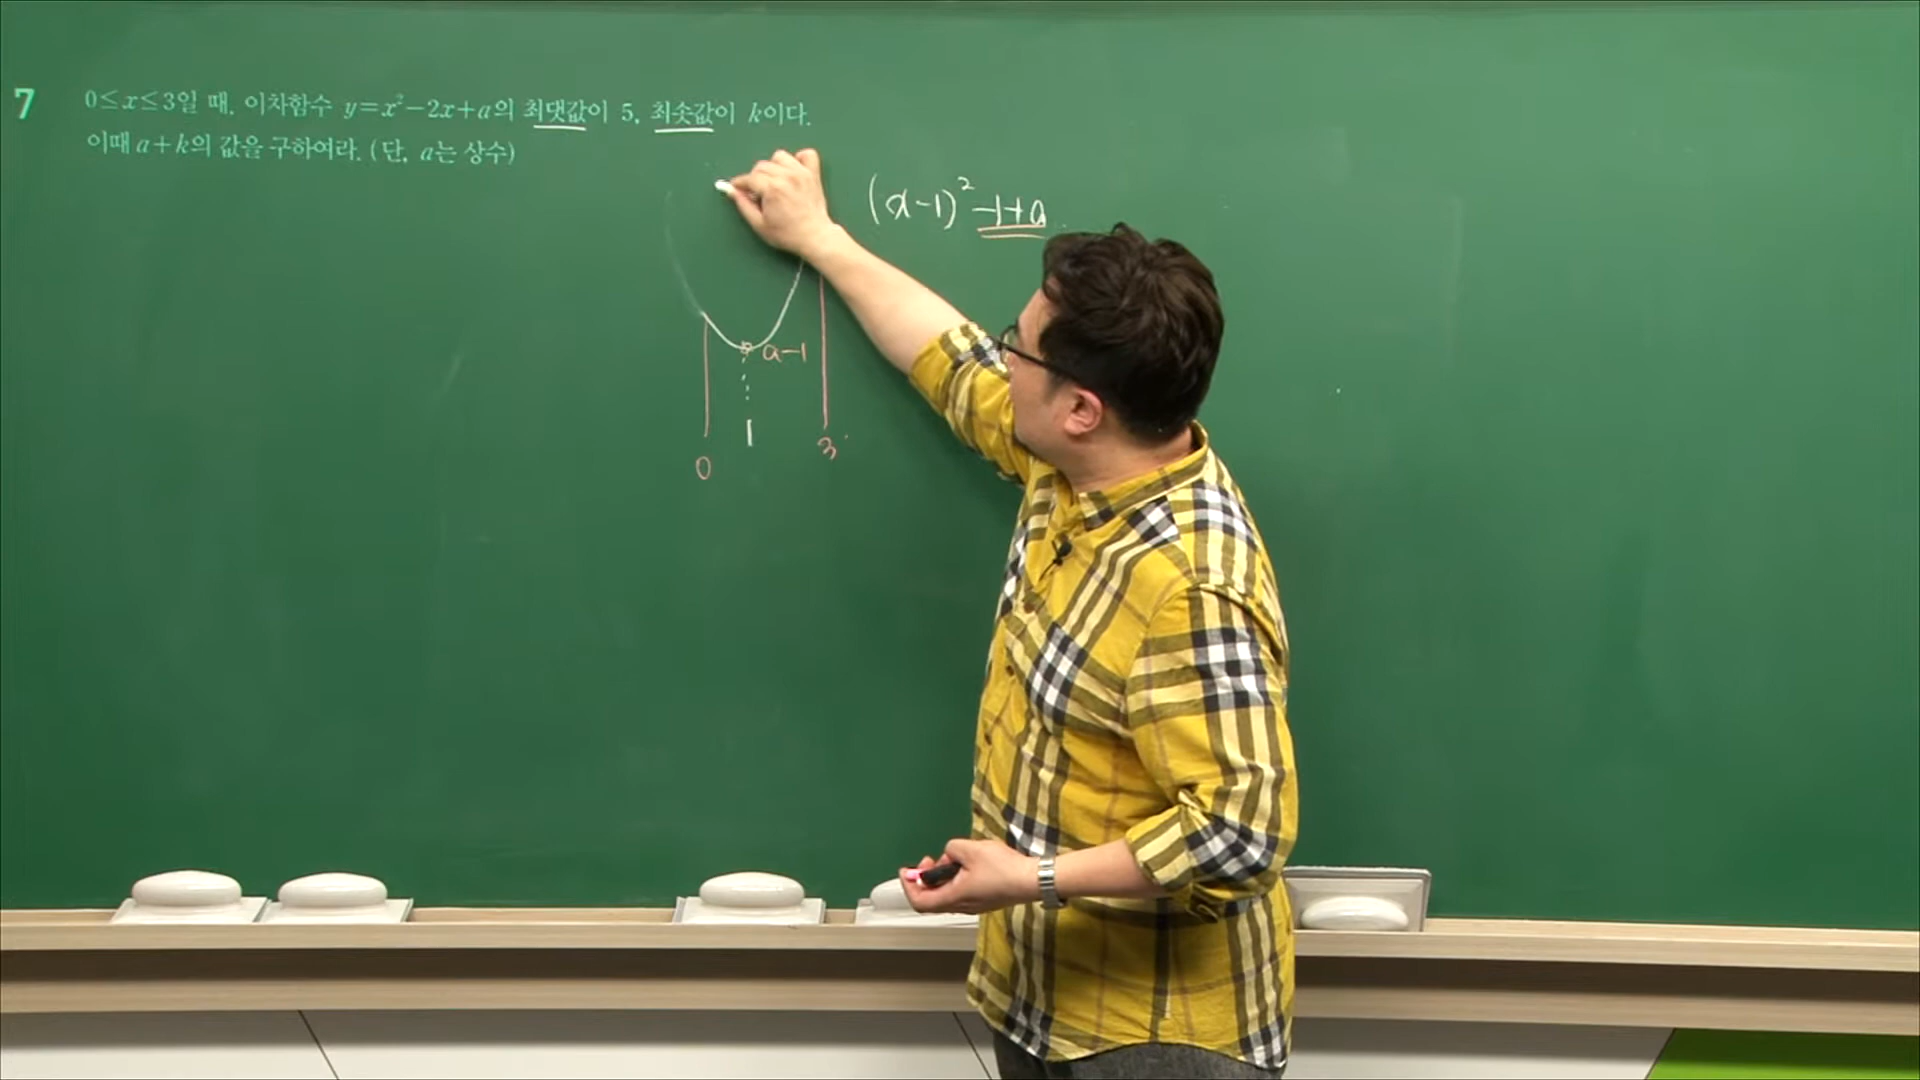 7
0≤x≤3일 때, 이차함수 y=x²-2x+a의 최댓값이 5, 최솟값이 k이다.
이때 a+k의 값을 구하여라. (단, a는 상수)
(x-1)² -1+a
a-1
1
0
3